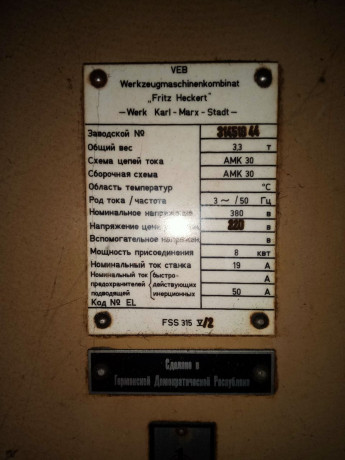 VEB
Werkzeugmaschinenkombinat
„Fritz Heckert"
—Werk Karl-Marx-Stadt—
Заводской № 31451044
Общий вес 3,3 т
Схема цепей тока АМК 30
Сборочная схема АМК 30
Область температур °C
Род тока / частота 3 ~ /50 Гц
Номинальное 380 в
Напряжение 220 в
Вспомогательное в
Мощность присоединения 8 квт
Номинальный ток станка 19 А
Номинальный ток быстро- А
предохранителей действующих
подводящей инерционных 50 А
Код № EL
FSS 315 V/2
Сделано в
Германской Демократической Республике